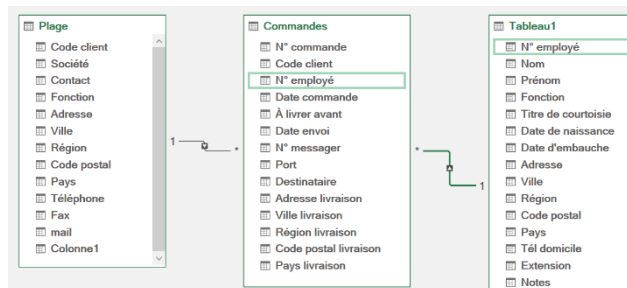 Plage
Code client
Société
Contact
Fonction
Adresse
Ville
Région
Code postal
Pays
Téléphone
Fax
mail
Colonne1
1
*
Commandes
N° commande
Code client
N° employé
Date commande
À livrer avant
Date envoi
N° messager
Port
Destinataire
Adresse livraison
Ville livraison
Région livraison
Code postal livraison
Pays livraison
*
1
Tableau1
N° employé
Nom
Prénom
Fonction
Titre de courtoisie
Date de naissance
Date d'embauche
Adresse
Ville
Région
Code postal
Pays
Tél domicile
Extension
Notes